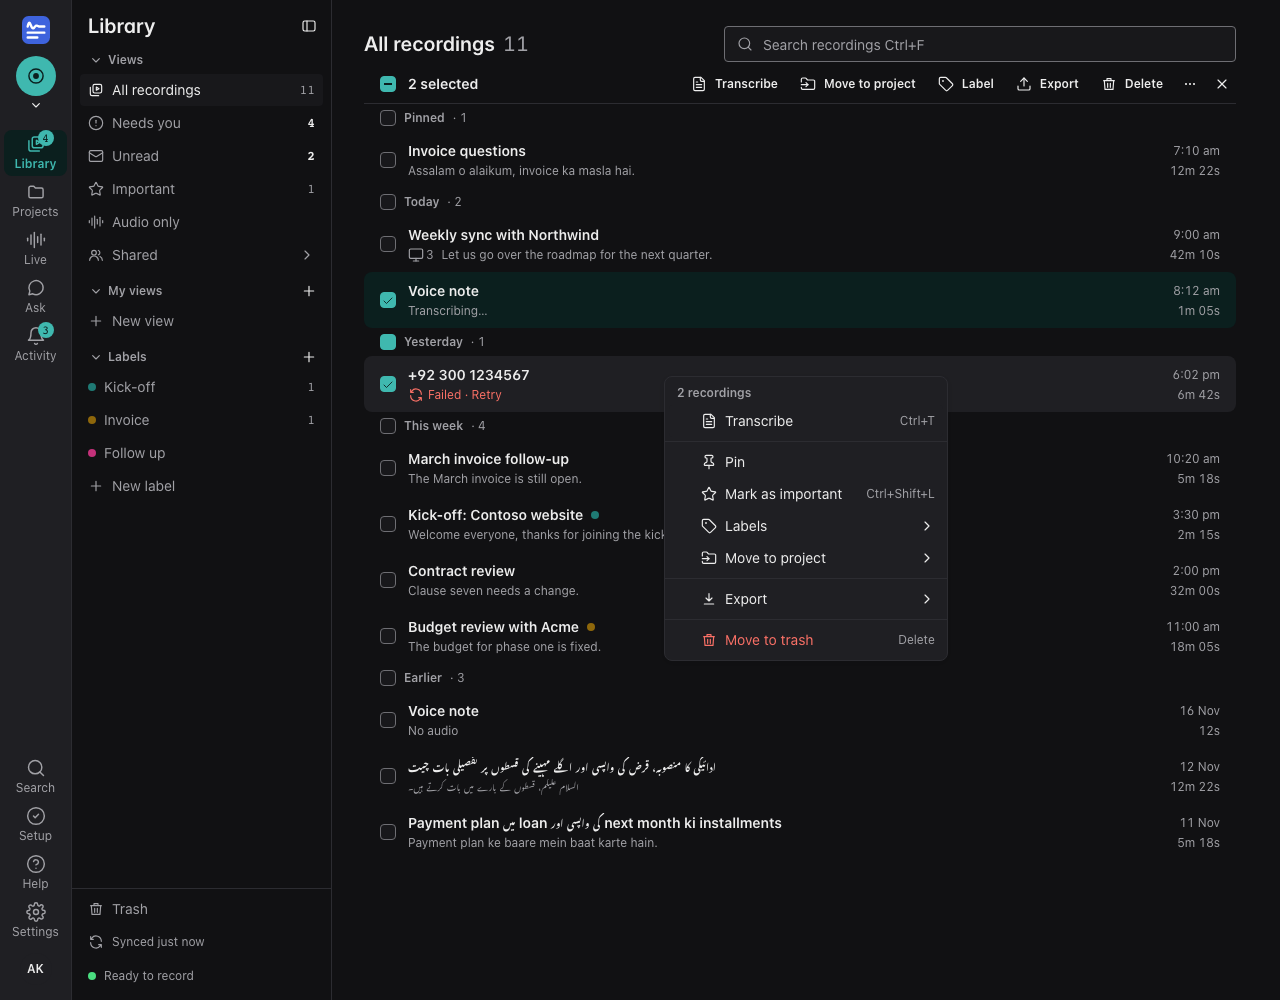 4
Library
Projects
Live
Ask
3
Activity
Search
Setup
Help
Settings
AK
Library
Views
All recordings 11
Needs you 4
Unread 2
Important 1
Audio only
Shared
My views
New view
Labels
Kick-off 1
Invoice 1
Follow up
New label
Trash
Synced just now
Ready to record
All recordings 11
Search recordings Ctrl+F
2 selected
Transcribe Move to project Label Export Delete
Pinned · 1
Invoice questions 7:10 am
Assalam o alaikum, invoice ka masla hai. 12m 22s
Today · 2
Weekly sync with Northwind 9:00 am
3 Let us go over the roadmap for the next quarter. 42m 10s
Voice note 8:12 am
Transcribing... 1m 05s
Yesterday · 1
+92 300 1234567 6:02 pm
Failed · Retry 6m 42s
This week · 4
March invoice follow-up 10:20 am
The March invoice is still open. 5m 18s
Kick-off: Contoso website 3:30 pm
Welcome everyone, thanks for joining the kick 2m 15s
Contract review 2:00 pm
Clause seven needs a change. 32m 00s
Budget review with Acme 11:00 am
The budget for phase one is fixed. 18m 05s
Earlier · 3
Voice note 16 Nov
No audio 12s
ادائیگی کا منصوبہ، قرض کی واپسی اور اگلے مہینے کی قسطوں پر تفصیلی بات چیت 12 Nov
السلام علیکم، قسطوں کے بارے میں بات کرتے ہیں۔ 12m 22s
Payment plan میں loan کی واپسی اور next month ki installments 11 Nov
Payment plan ke baare mein baat karte hain. 5m 18s
2 recordings
Transcribe Ctrl+T
Pin
Mark as important Ctrl+Shift+L
Labels
Move to project
Export
Move to trash Delete